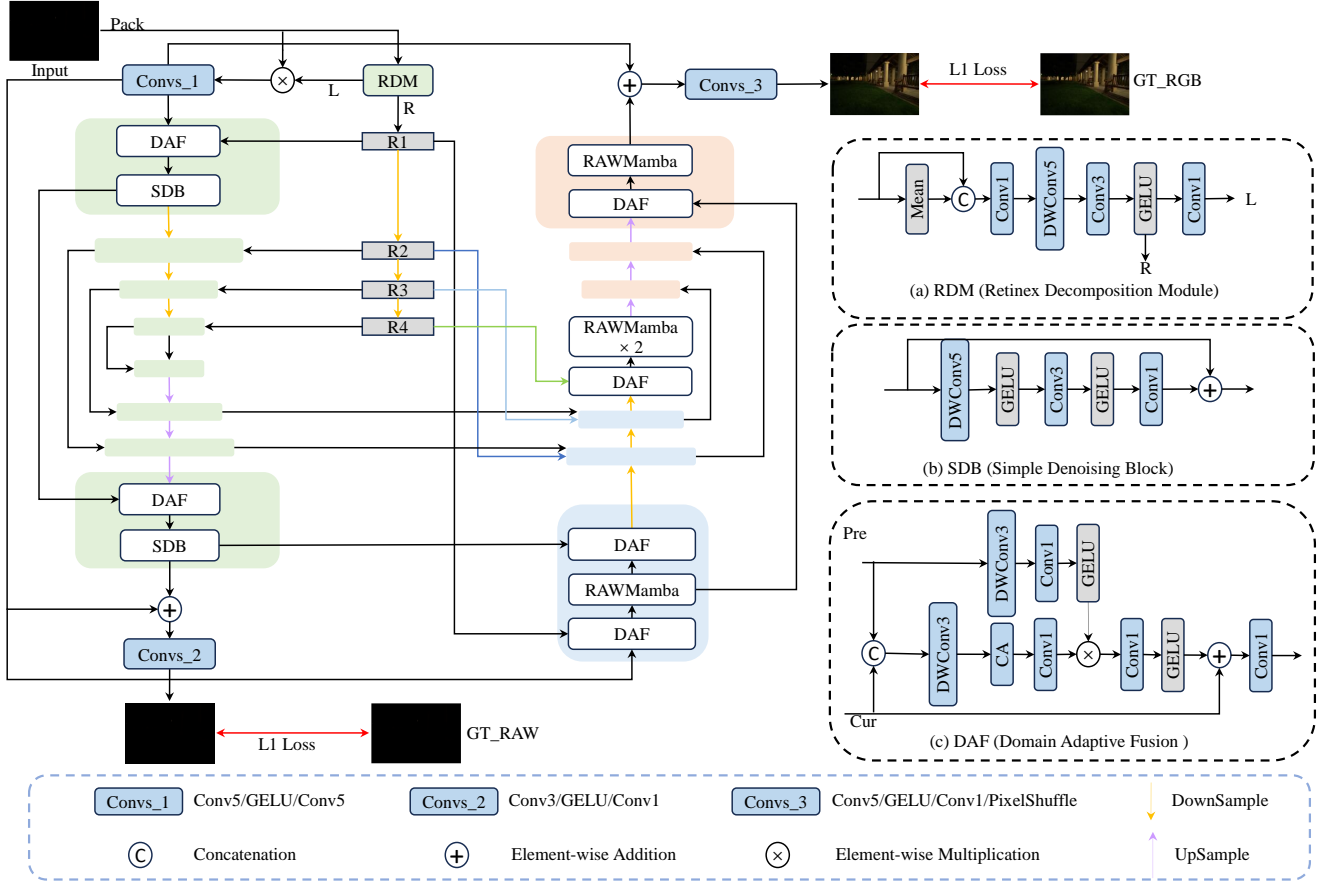 Pack
Input
Convs_1
×
L
RDM
R
+
Convs_3
L1 Loss
GT_RGB
DAF
SDB
R1
R2
R3
R4
RAWMamba
DAF
RAWMamba
× 2
DAF
DAF
SDB
+
Convs_2
DAF
RAWMamba
DAF
L1 Loss
GT_RAW
Mean
C
Conv1
DWConv5
Conv3
GELU
Conv1
L
R
(a) RDM (Retinex Decomposition Module)
DWConv5
GELU
Conv3
GELU
Conv1
+
(b) SDB (Simple Denoising Block)
Pre
DWConv3
Conv1
GELU
C
DWConv3
CA
Conv1
×
Conv1
GELU
+
Conv1
Cur
(c) DAF (Domain Adaptive Fusion )
Convs_1
Conv5/GELU/Conv5
Convs_2
Conv3/GELU/Conv1
Convs_3
Conv5/GELU/Conv1/PixelShuffle
DownSample
C
Concatenation
+
Element-wise Addition
×
Element-wise Multiplication
UpSample